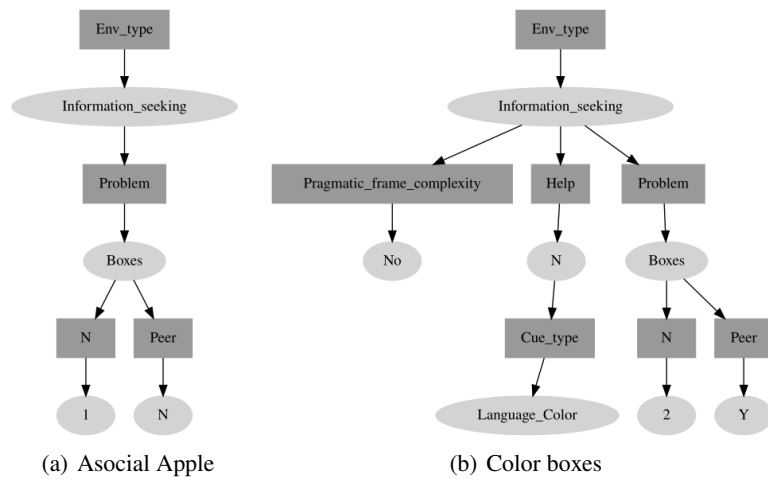 Env_type
Information_seeking
Problem
Boxes
N Peer
1 N
(a) Asocial Apple
Env_type
Information_seeking
Pragmatic_frame_complexity Help Problem
No N Boxes
Cue_type N Peer
Language_Color 2 Y
(b) Color boxes